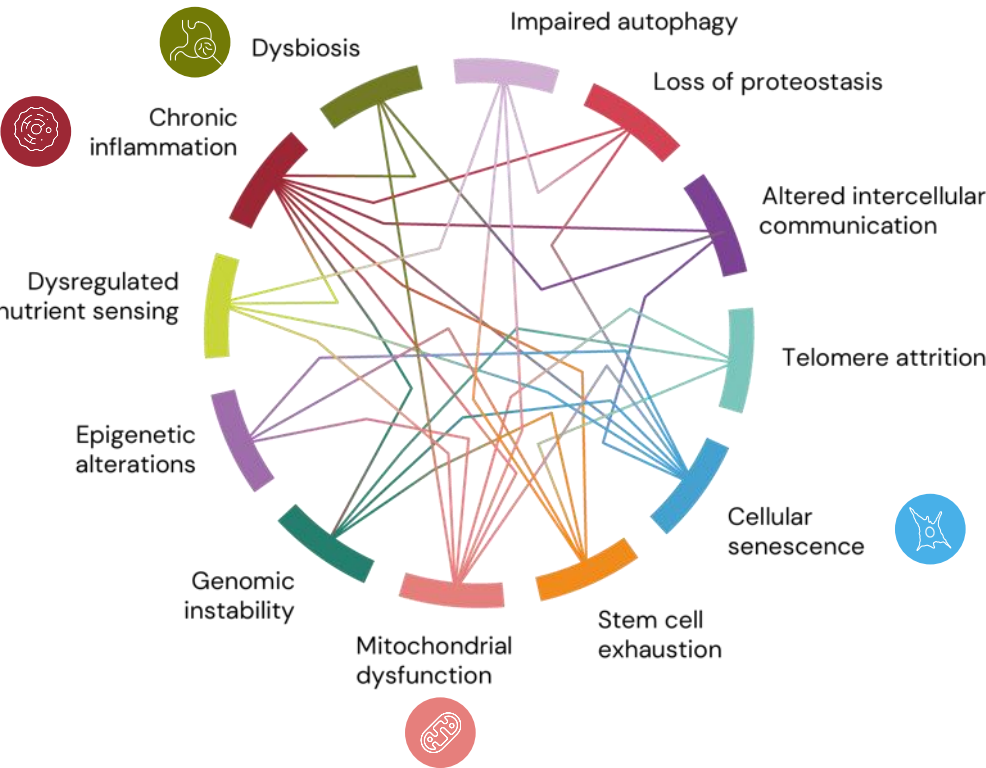 Impaired autophagy
Dysbiosis
Loss of proteostasis
Chronic
inflammation
Altered intercellular
communication
Dysregulated
nutrient sensing
Telomere attrition
Epigenetic
alterations
Cellular
senescence
Genomic
instability
Stem cell
exhaustion
Mitochondrial
dysfunction